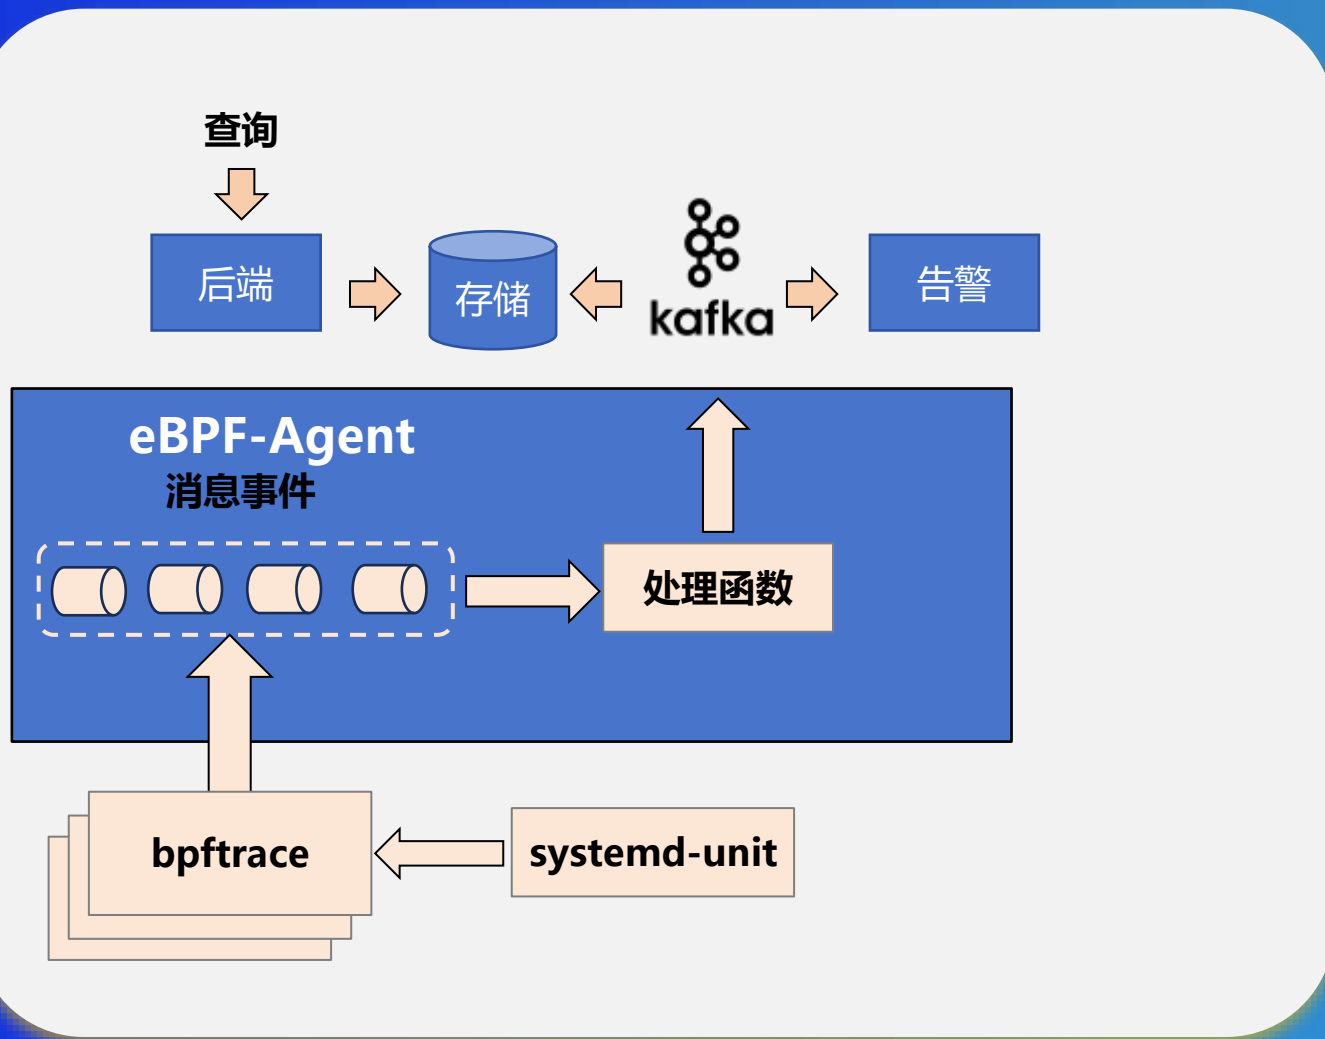 查询
后端
存储
kafka
告警
eBPF-Agent
消息事件
处理函数
bpftrace
systemd-unit